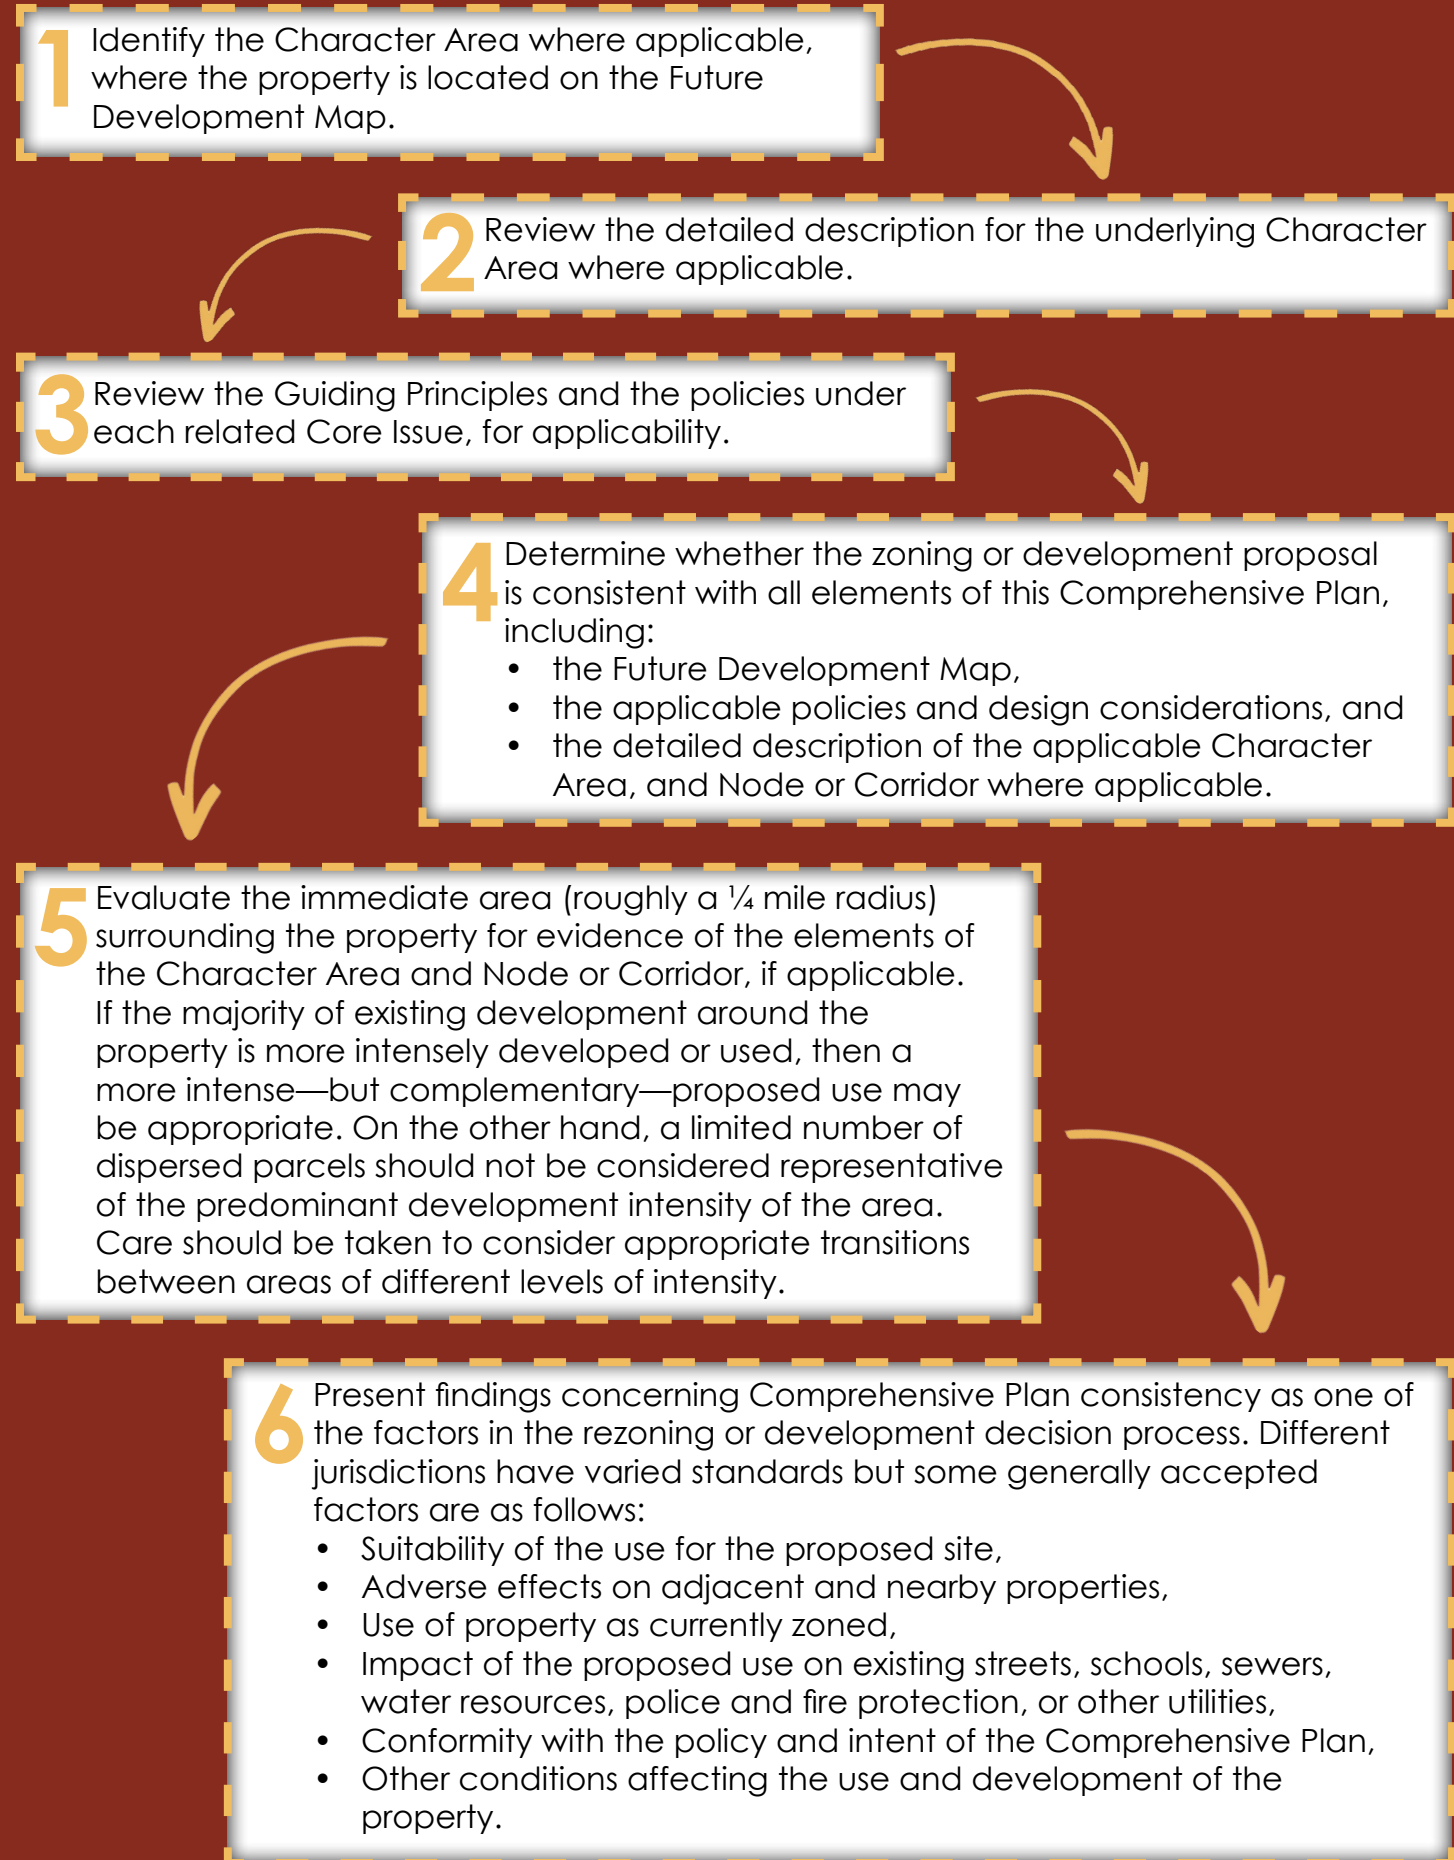 1 Identify the Character Area where applicable,
where the property is located on the Future
Development Map.
2 Review the detailed description for the underlying Character
Area where applicable.
3 Review the Guiding Principles and the policies under
each related Core Issue, for applicability.
4 Determine whether the zoning or development proposal
is consistent with all elements of this Comprehensive Plan,
including:
• the Future Development Map,
• the applicable policies and design considerations, and
• the detailed description of the applicable Character
Area, and Node or Corridor where applicable.
5 Evaluate the immediate area (roughly a ¼ mile radius)
surrounding the property for evidence of the elements of
the Character Area and Node or Corridor, if applicable.
If the majority of existing development around the
property is more intensely developed or used, then a
more intense—but complementary—proposed use may
be appropriate. On the other hand, a limited number of
dispersed parcels should not be considered representative
of the predominant development intensity of the area.
Care should be taken to consider appropriate transitions
between areas of different levels of intensity.
6 Present findings concerning Comprehensive Plan consistency as one of
the factors in the rezoning or development decision process. Different
jurisdictions have varied standards but some generally accepted
factors are as follows:
• Suitability of the use for the proposed site,
• Adverse effects on adjacent and nearby properties,
• Use of property as currently zoned,
• Impact of the proposed use on existing streets, schools, sewers,
water resources, police and fire protection, or other utilities,
• Conformity with the policy and intent of the Comprehensive Plan,
• Other conditions affecting the use and development of the
property.